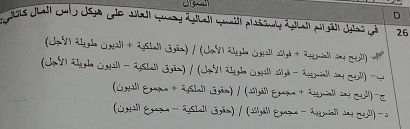 السؤال
D
26 في تحليل القوائم المالية باستخدام النسب المالية يحسب العائد على هيكل رأس المال كالتالي:
(الربح بعد الضريبة + فوائد الديون طويلة الأجل) / (حقوق الملكية + الديون طويلة الأجل)
ب- (الربح بعد الضريبة - فوائد الديون طويلة الأجل) / (حقوق الملكية - الديون طويلة الأجل)
ج- (الربح بعد الضريبة + مجموع الفوائد) / (حقوق الملكية + مجموع الديون)
د- (الربح بعد الضريبة - مجموع الفوائد) / (حقوق الملكية - مجموع الديون)